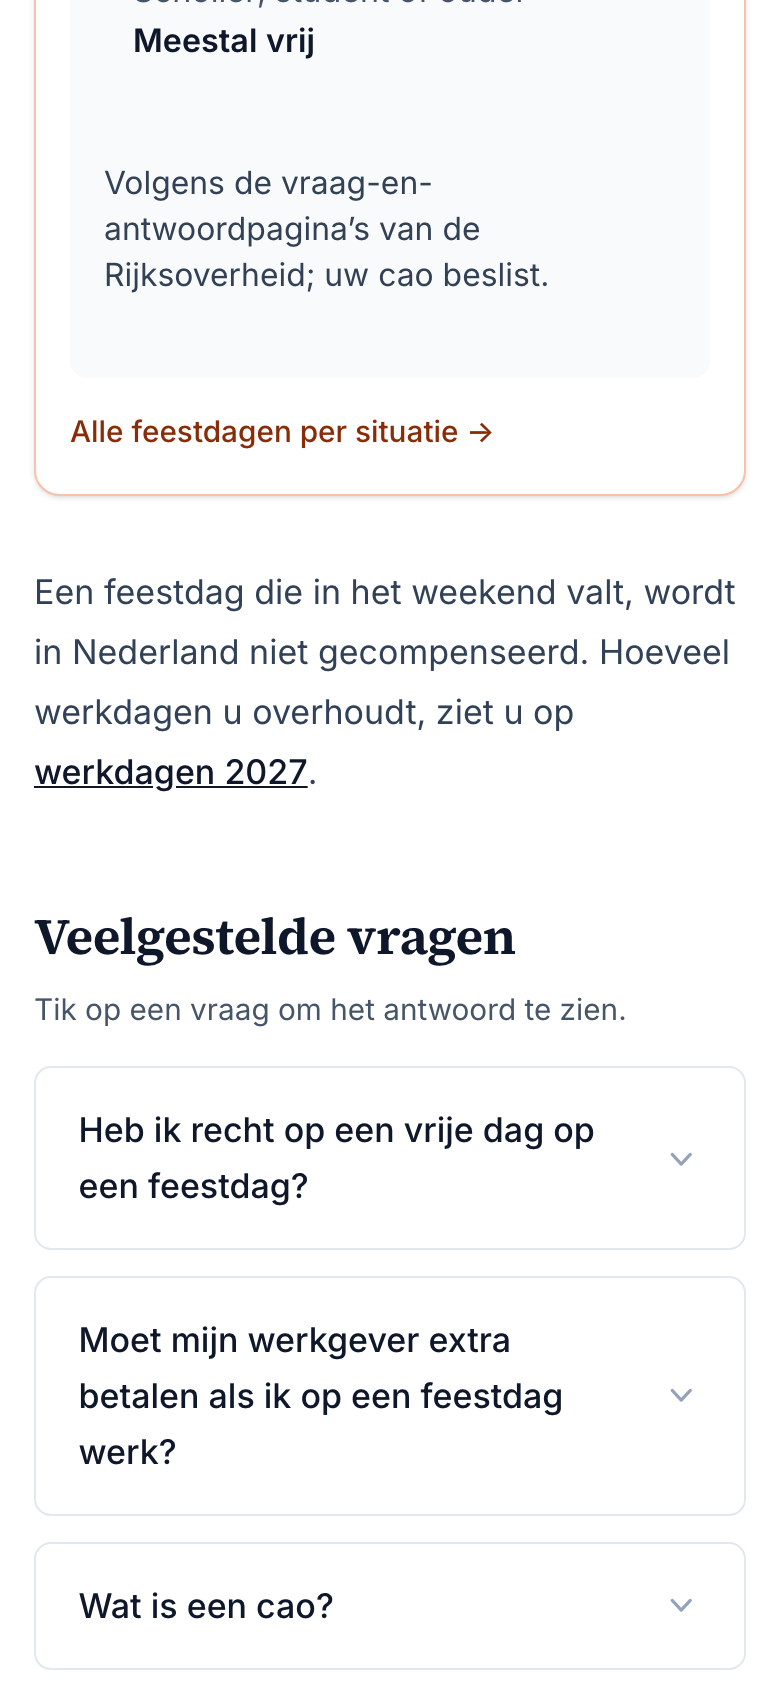 Meestal vrij
Volgens de vraag-en-
antwoordpagina’s van de
Rijksoverheid; uw cao beslist.
Alle feestdagen per situatie →
Een feestdag die in het weekend valt, wordt
in Nederland niet gecompenseerd. Hoeveel
werkdagen u overhoudt, ziet u op
werkdagen 2027.
Veelgestelde vragen
Tik op een vraag om het antwoord te zien.
Heb ik recht op een vrije dag op
een feestdag?
Moet mijn werkgever extra
betalen als ik op een feestdag
werk?
Wat is een cao?